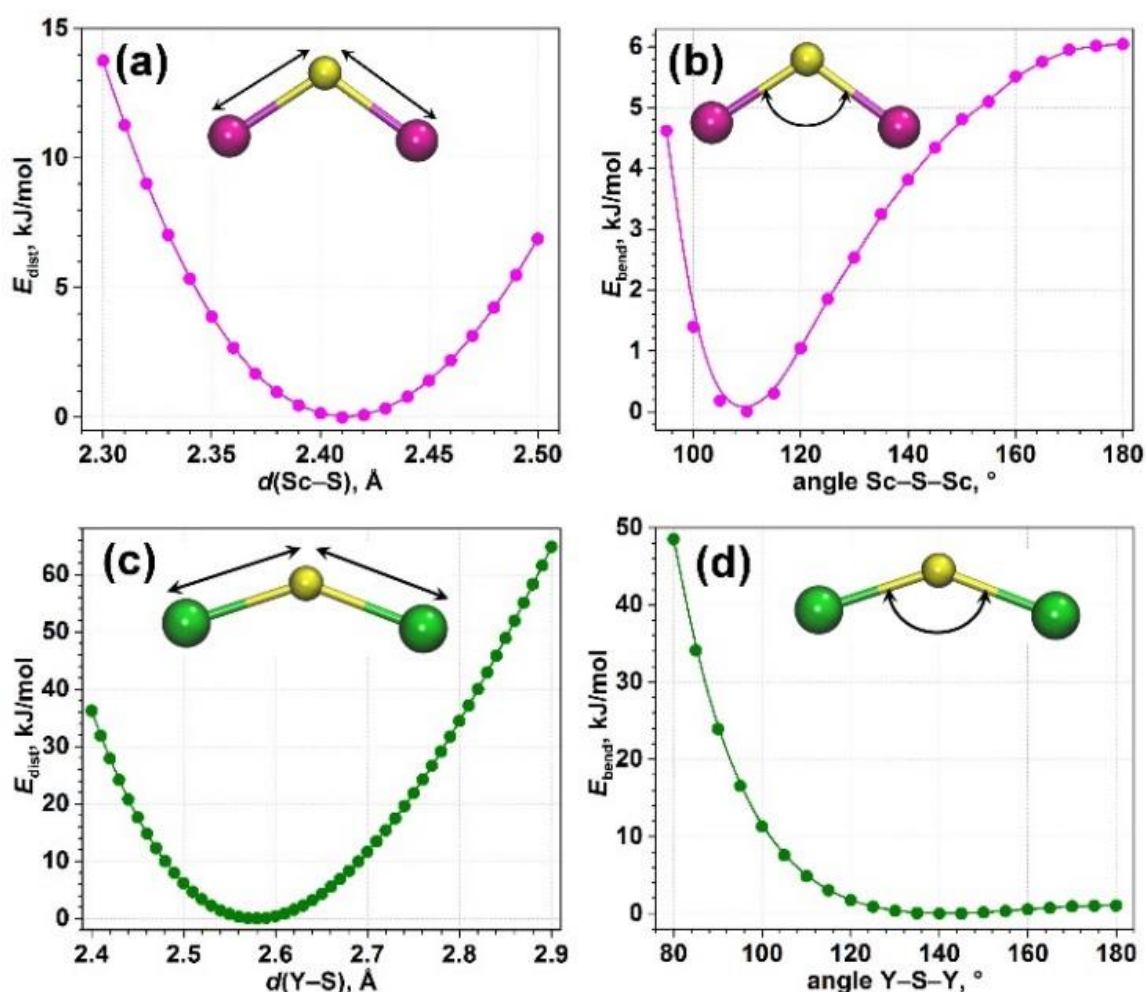 (a)
15
10
5
0
E_dist, kJ/mol
2.30 2.35 2.40 2.45 2.50
d(Sc–S), Å
(b)
6
5
4
3
2
1
0
E_bend, kJ/mol
100 120 140 160 180
angle Sc–S–Sc, °
(c)
60
50
40
30
20
10
0
E_dist, kJ/mol
2.4 2.5 2.6 2.7 2.8 2.9
d(Y–S), Å
(d)
50
40
30
20
10
0
E_bend, kJ/mol
80 100 120 140 160 180
angle Y–S–Y, °